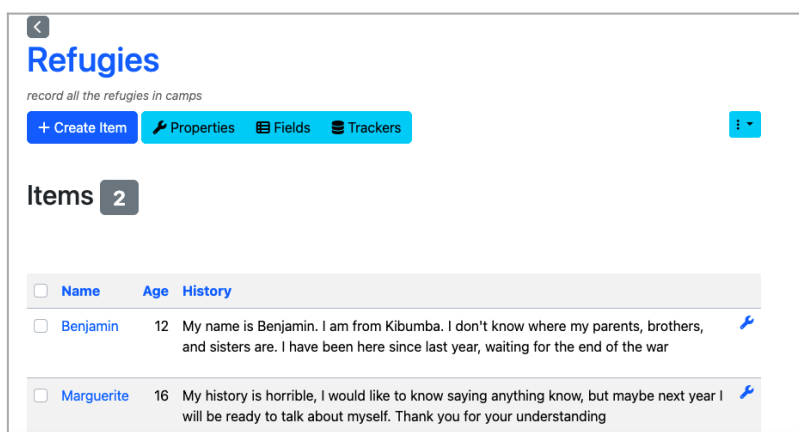 Refugies
record all the refugies in camps
+ Create Item Properties Fields Trackers
Items 2
Name Age History
Benjamin 12 My name is Benjamin. I am from Kibumba. I don't know where my parents, brothers,
and sisters are. I have been here since last year, waiting for the end of the war
Marguerite 16 My history is horrible, I would like to know saying anything know, but maybe next year I
will be ready to talk about myself. Thank you for your understanding